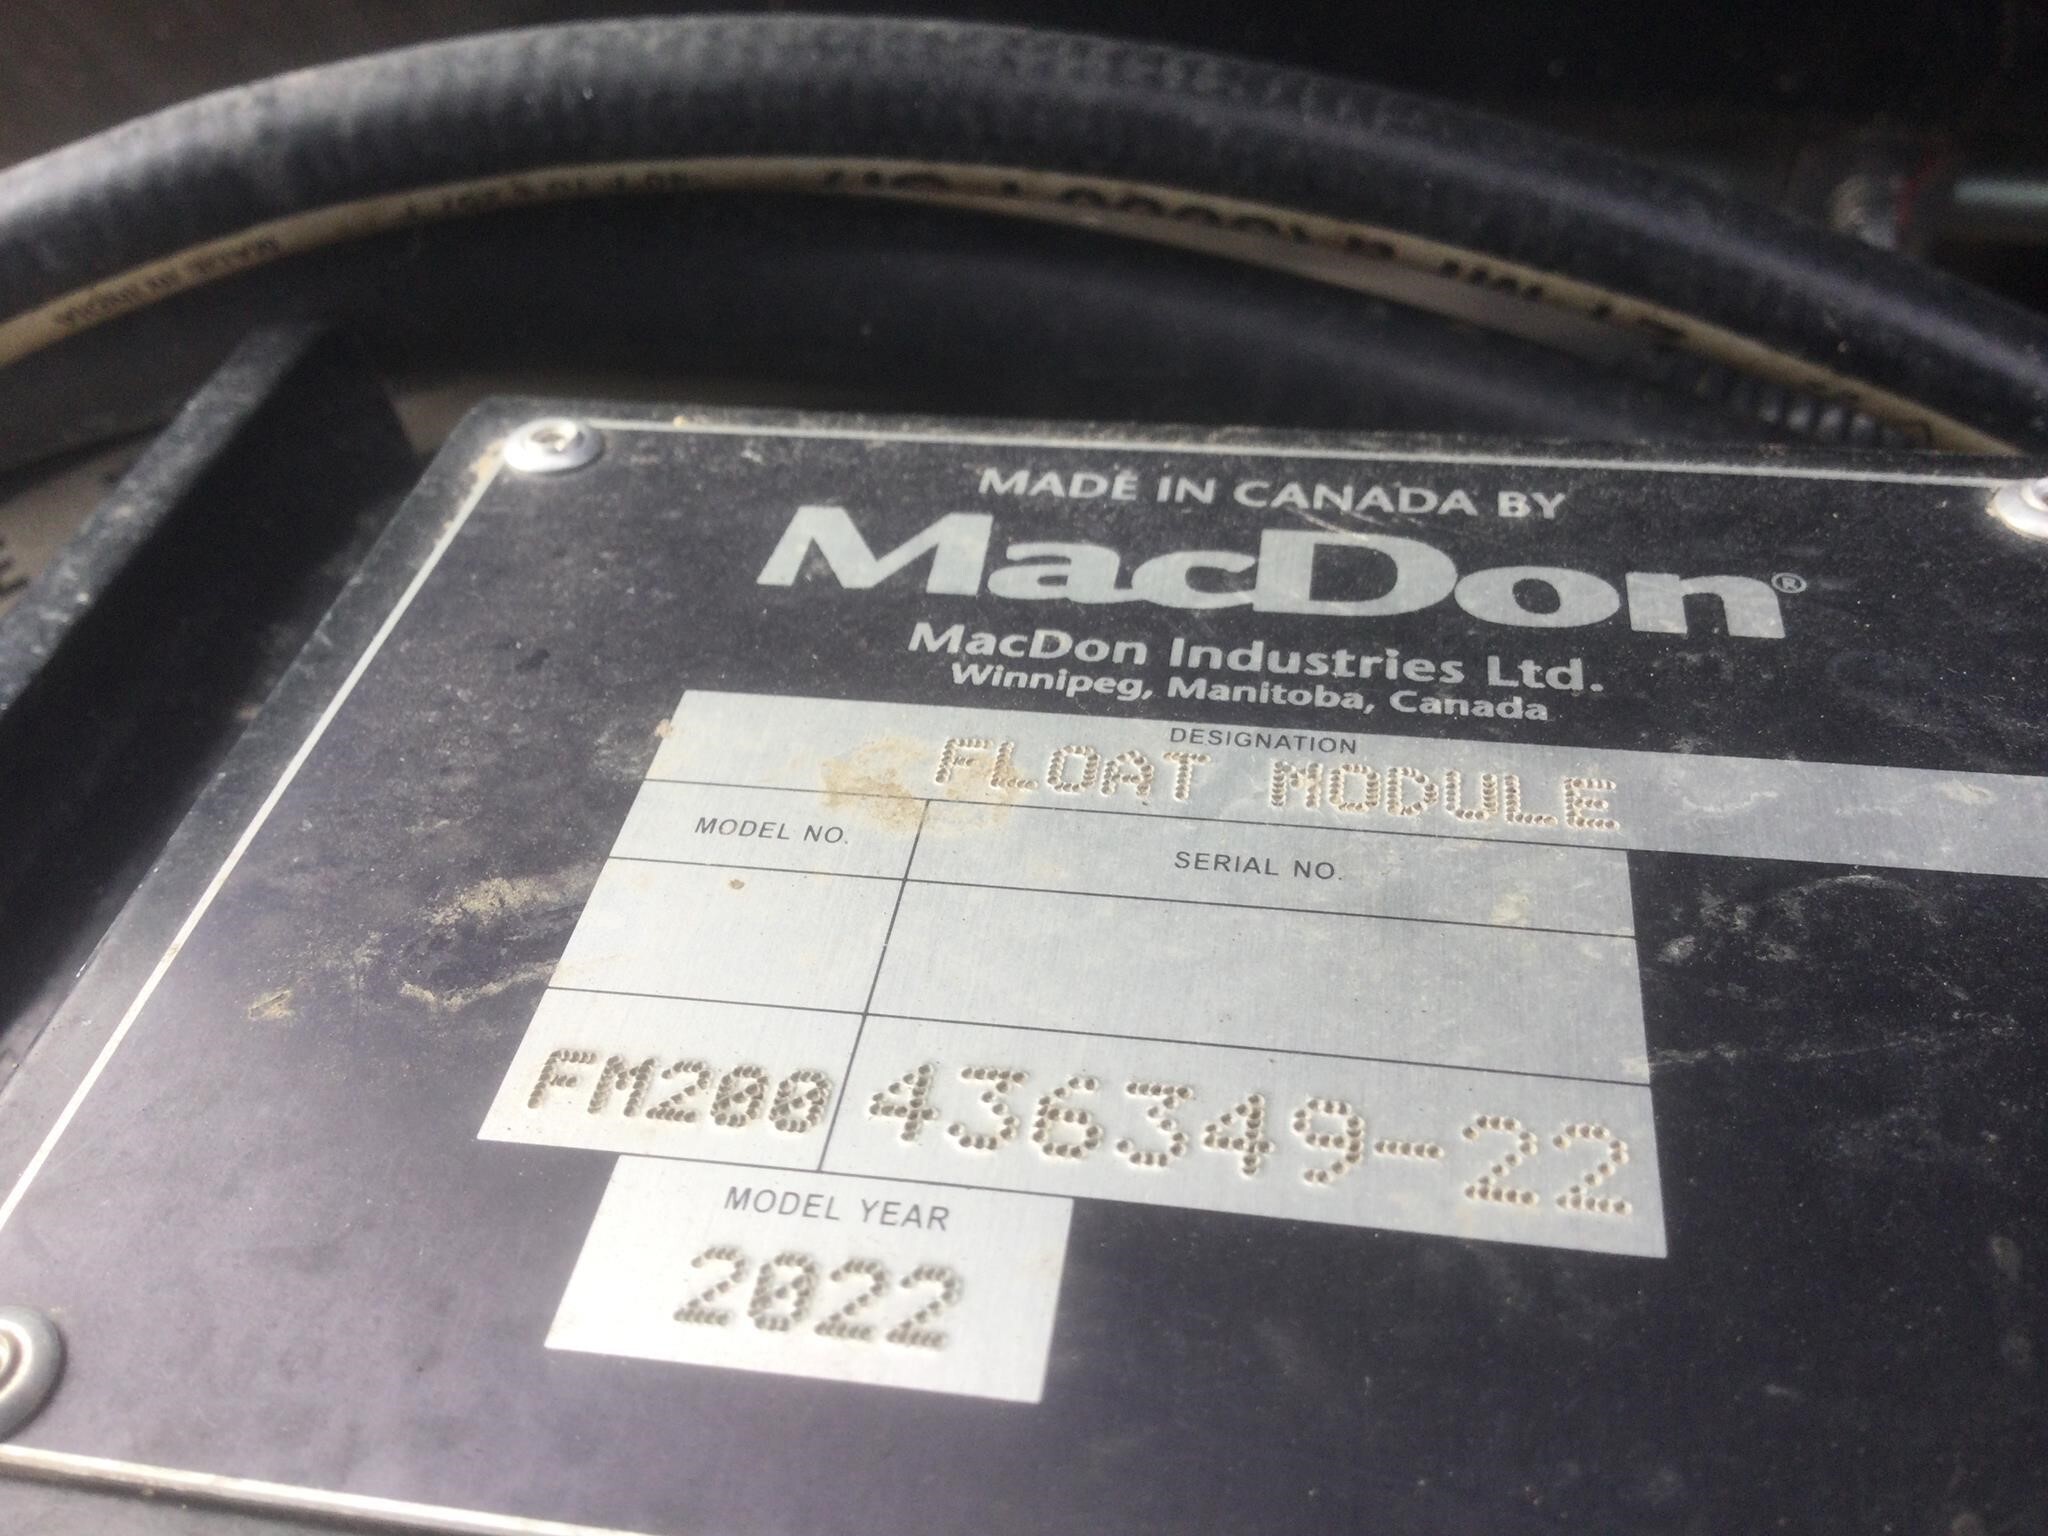 MADE IN CANADA BY
MacDon®
MacDon Industries Ltd.
Winnipeg, Manitoba, Canada
DESIGNATION
FLOAT MODULE
MODEL NO. SERIAL NO.
FM200 436349-22
MODEL YEAR
2022